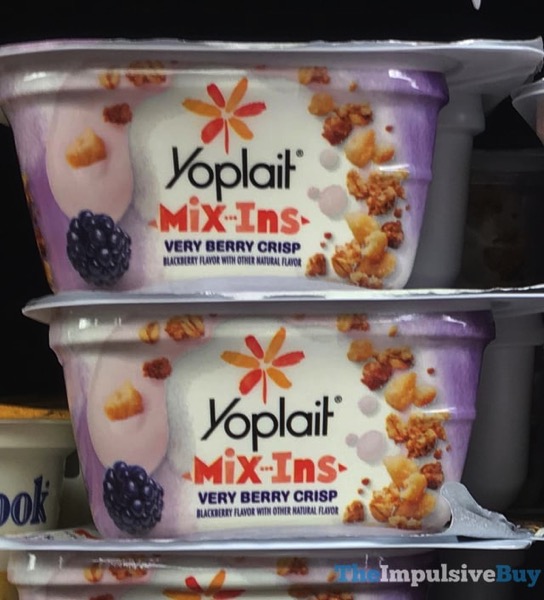 Yoplait®
Mix-Ins
VERY BERRY CRISP
BLACKBERRY FLAVOR WITH OTHER NATURAL FLAVOR
Yoplait®
Mix-Ins
VERY BERRY CRISP
BLACKBERRY FLAVOR WITH OTHER NATURAL FLAVOR
ook
TheImpulsiveBuy